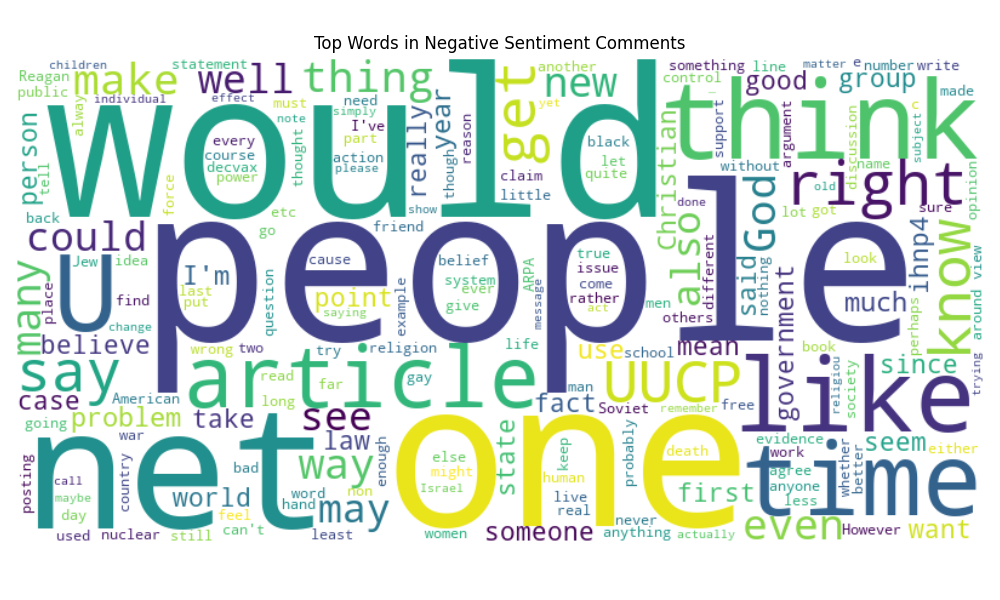 Top Words in Negative Sentiment Comments
children statement another something line matter e number write
Reagan make well thing get new control good group made
public individual effect must need yet
alway note simply
would think
person tell every I've part year reason black support argument discussion subject c
course thought action really though claim let without name
decvax please little quite
power force right
etc show friend done old opinion
back go Christian God lot got sure
could people
Jew idea I'm cause belief true also said look ihnp4 know
U last system issue different nothing
many place find put question point ever come much
saying example give ARPA rather men government perhaps around view
change message act others
believe wrong two try religion life use school mean book since
say article gay man UUCP like religiou society trying
read far
case American long see fact Soviet remember free
going problem take law
net one time
war way enough else state keep probably death evidence seem either
posting call country bad word might human work whether better
maybe world hand non Israel live agree anyone
day feel may real first less
used nuclear still can't least women someone never anything actually even However want